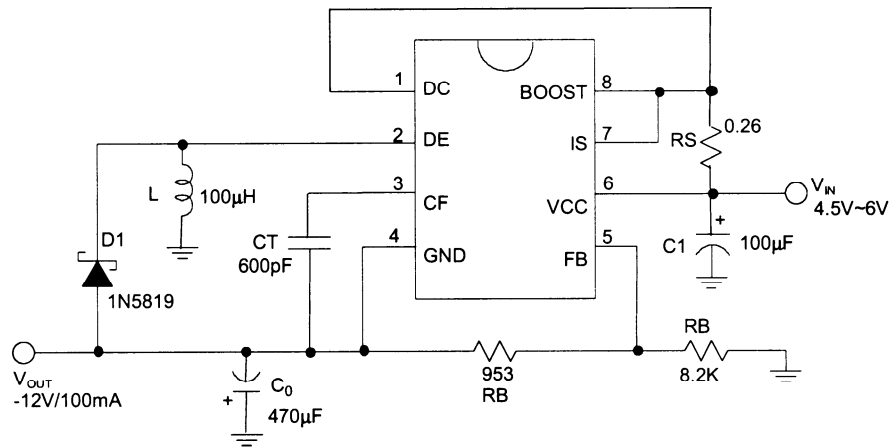 1
DC
BOOST
8
2
DE
IS
7
RS
0.26
L
100μH
3
CF
VCC
6
V_IN
4.5V~6V
D1
CT
600pF
4
GND
FB
5
C1
+
100μF
1N5819
RB
V_OUT
-12V/100mA
+
C_0
470μF
953
RB
8.2K